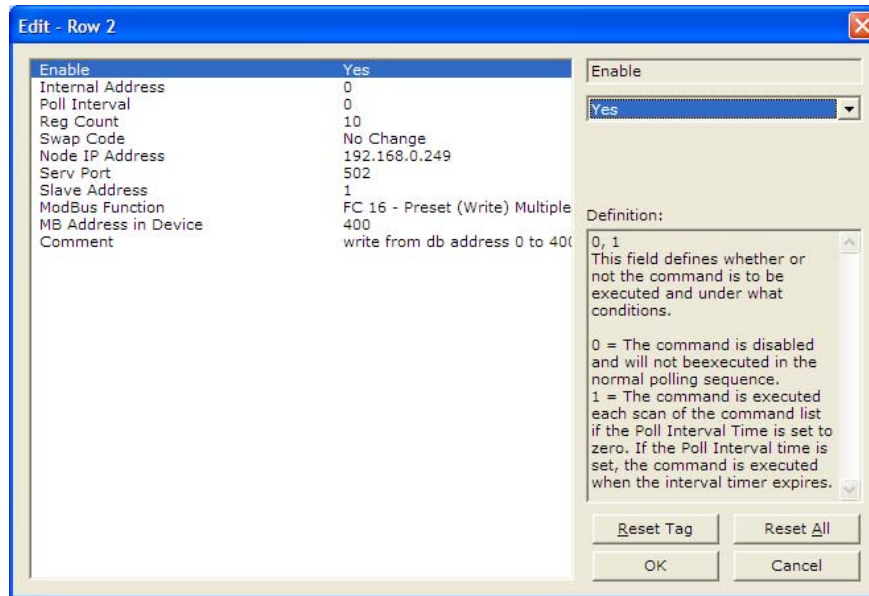 Edit - Row 2
Enable Yes
Internal Address 0
Poll Interval 0
Reg Count 10
Swap Code No Change
Node IP Address 192.168.0.249
Serv Port 502
Slave Address 1
ModBus Function FC 16 - Preset (Write) Multiple
MB Address in Device 400
Comment write from db address 0 to 400
Enable
Yes
Definition:
0, 1
This field defines whether or
not the command is to be
executed and under what
conditions.
0 = The command is disabled
and will not beexecuted in the
normal polling sequence.
1 = The command is executed
each scan of the command list
if the Poll Interval Time is set to
zero. If the Poll Interval time is
set, the command is executed
when the interval timer expires.
Reset Tag
Reset All
OK
Cancel